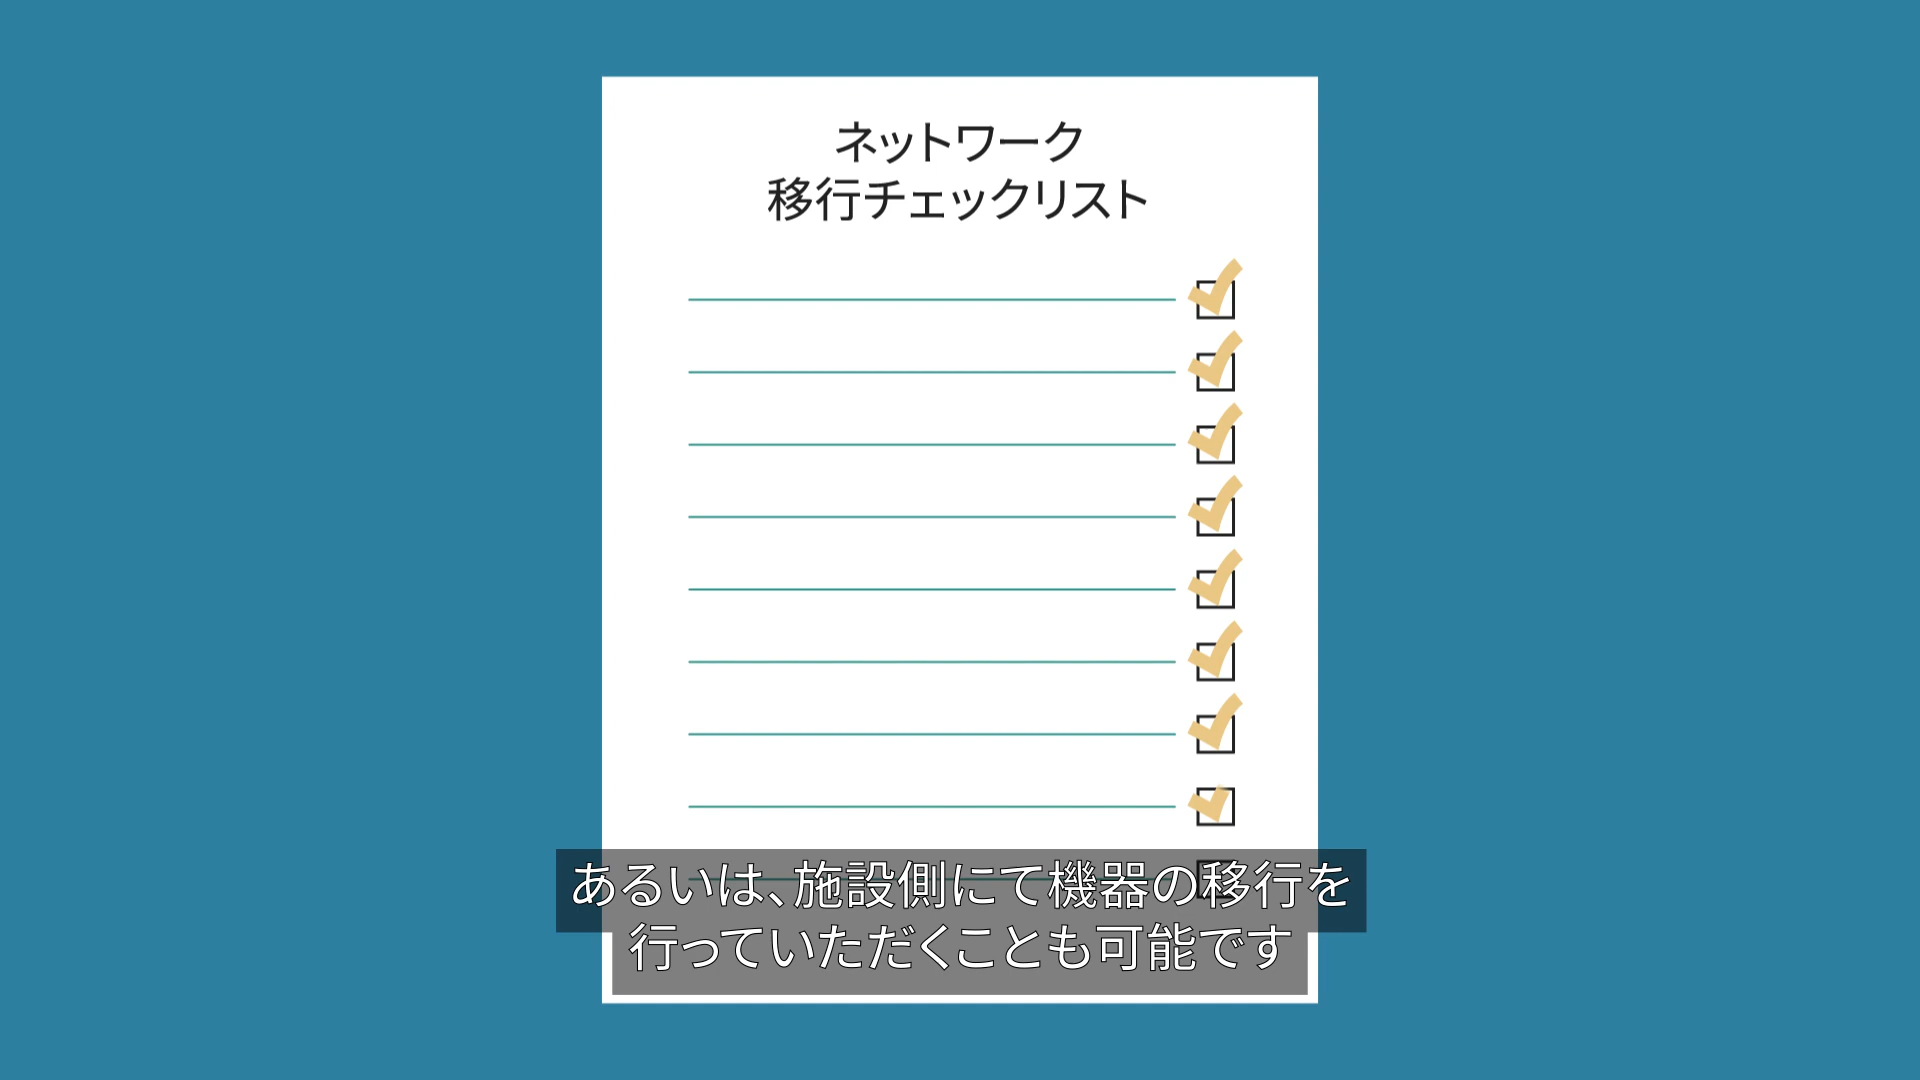 ネットワーク
移行チェックリスト
あるいは、施設側にて機器の移行を
行っていただくことも可能です